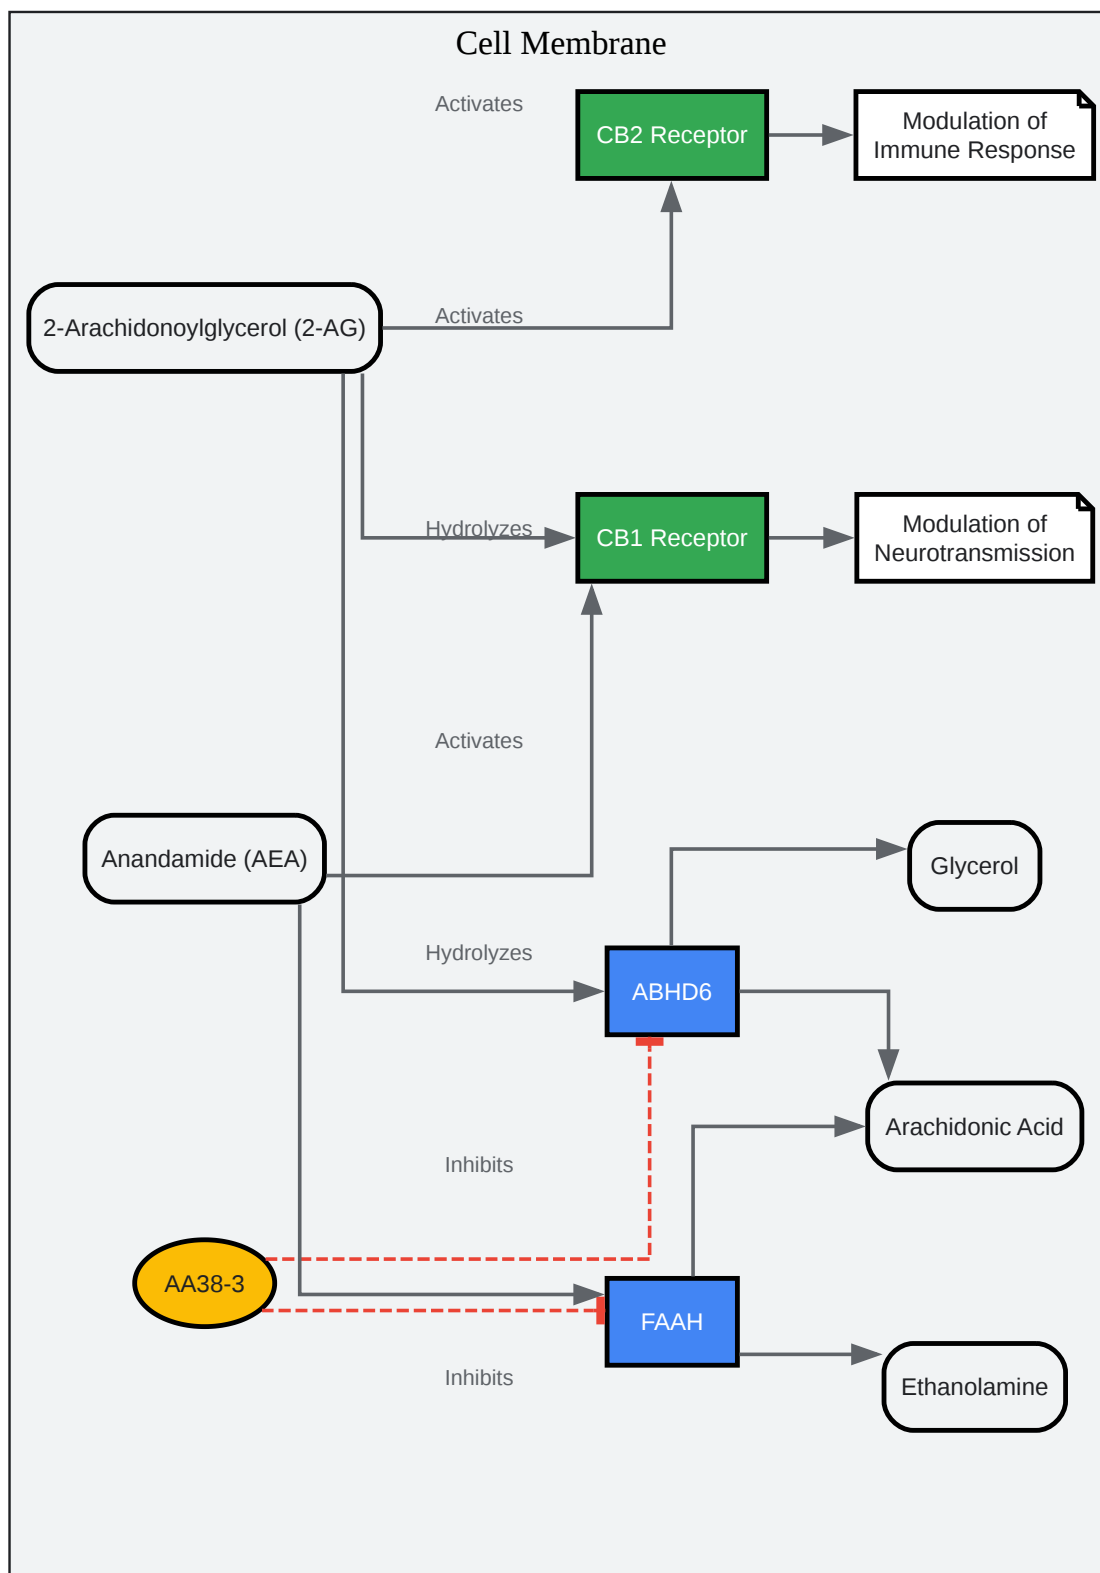 Cell Membrane
Activates
CB2 Receptor
Modulation of
Immune Response
2-Arachidonoylglycerol (2-AG)
Activates
Hydrolyzes
CB1 Receptor
Modulation of
Neurotransmission
Activates
Anandamide (AEA)
Glycerol
Hydrolyzes
ABHD6
Arachidonic Acid
Inhibits
AA38-3
FAAH
Inhibits
Ethanolamine